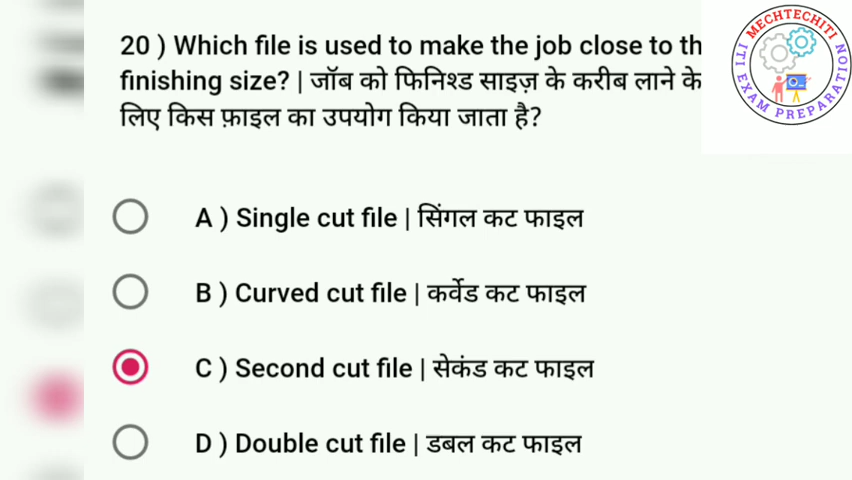 20 ) Which file is used to make the job close to th
finishing size? | जॉब को फिनिश्ड साइज़ के करीब लाने के
लिए किस फ़ाइल का उपयोग किया जाता है?
MECHTECHITI
ITI EXAM PREPARATION
A ) Single cut file | सिंगल कट फाइल
B ) Curved cut file | कर्वेड कट फाइल
C ) Second cut file | सेकंड कट फाइल
D ) Double cut file | डबल कट फाइल